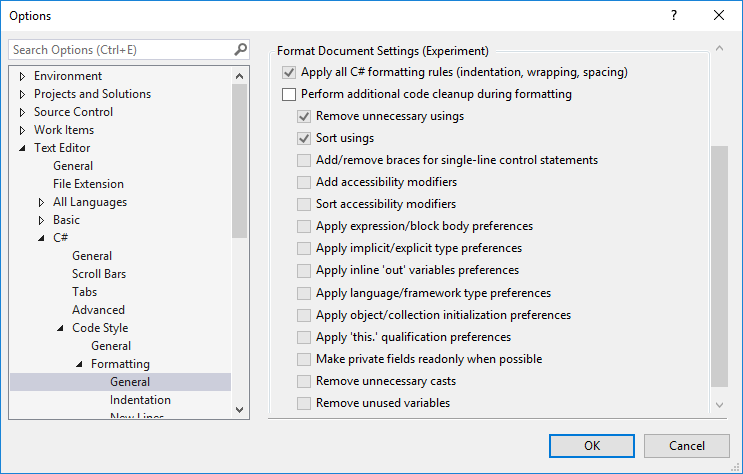 Options
Search Options (Ctrl+E)
Environment
Projects and Solutions
Source Control
Work Items
Text Editor
General
File Extension
All Languages
Basic
C#
General
Scroll Bars
Tabs
Advanced
Code Style
General
Formatting
General
Indentation
New Lines
Format Document Settings (Experiment)
Apply all C# formatting rules (indentation, wrapping, spacing)
Perform additional code cleanup during formatting
Remove unnecessary usings
Sort usings
Add/remove braces for single-line control statements
Add accessibility modifiers
Sort accessibility modifiers
Apply expression/block body preferences
Apply implicit/explicit type preferences
Apply inline 'out' variables preferences
Apply language/framework type preferences
Apply object/collection initialization preferences
Apply 'this.' qualification preferences
Make private fields readonly when possible
Remove unnecessary casts
Remove unused variables
OK
Cancel